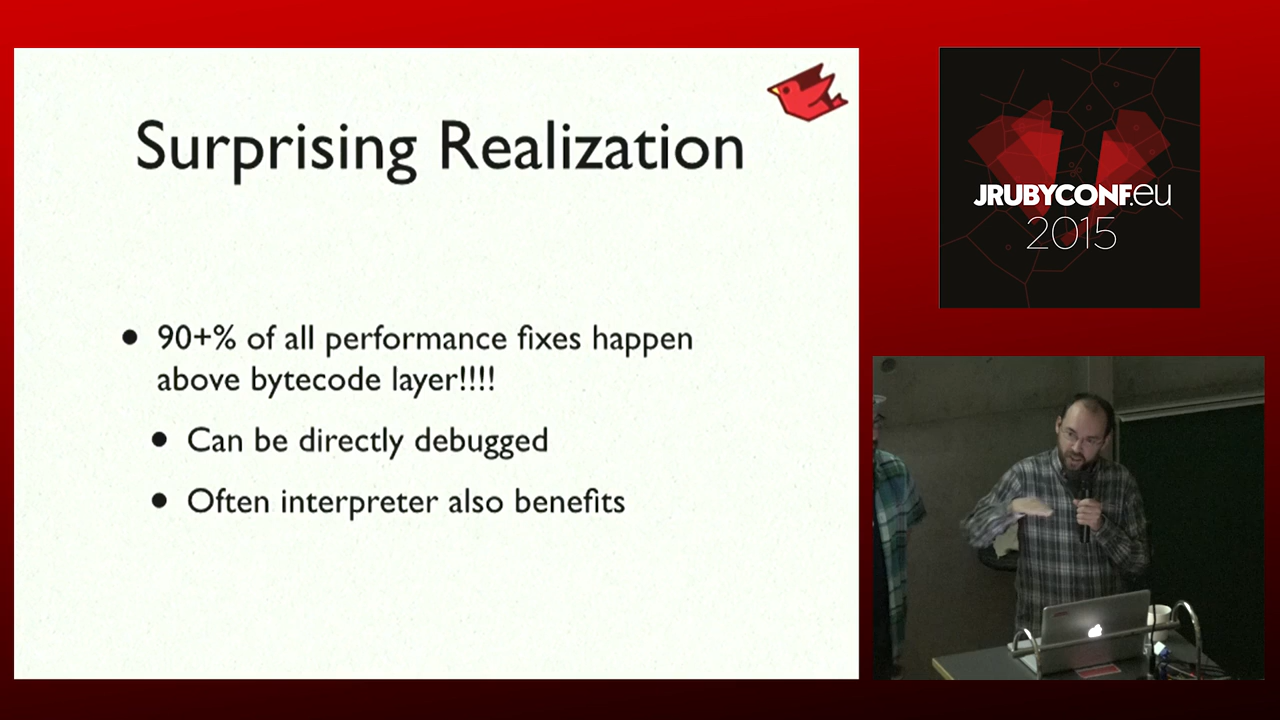 Surprising Realization
90+% of all performance fixes happen
above bytecode layer!!!!
Can be directly debugged
Often interpreter also benefits
JRUBYCONF.eu
2015